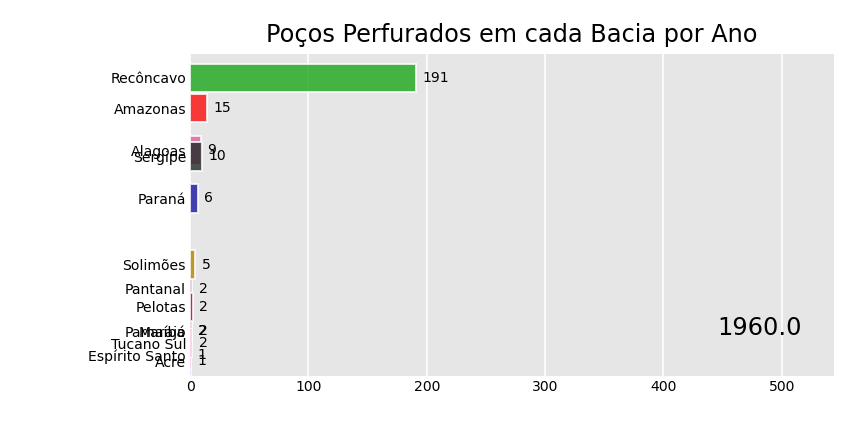 Poços Perfurados em cada Bacia por Ano
Recôncavo 191
Amazonas 15
Alagoas 9
Sergipe 10
Paraná 6
Solimões 5
Pantanal 2
Pelotas 2
2
Tucano Sul 2
Espírito Santo 1
Acre 1
1960.0
0 100 200 300 400 500